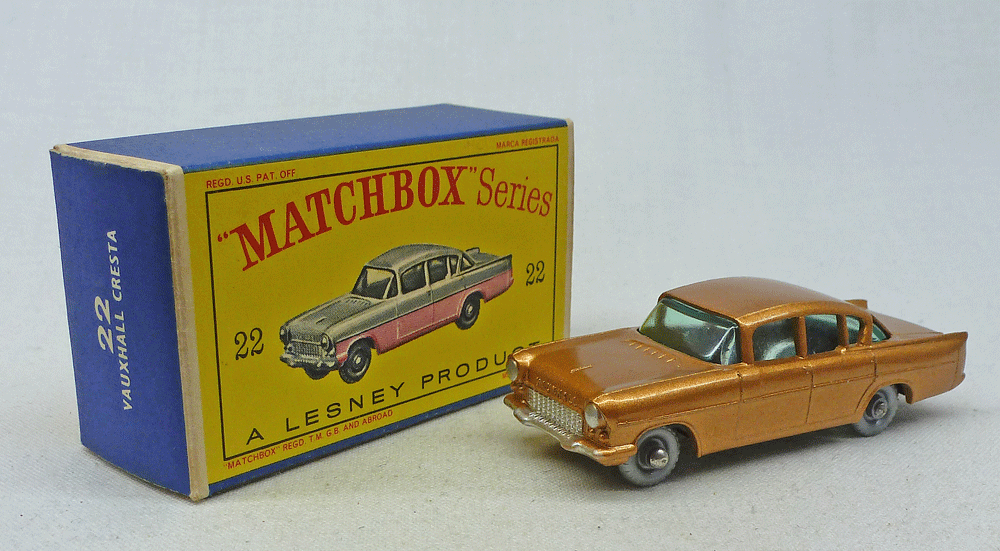 22
VAUXHALL CRESTA
REGD. U.S. PAT. OFF.
MARCA REGISTRADA
"MATCHBOX" Series
22
22
A LESNEY PRODUCT
"MATCHBOX" REGD. T.M. G.B. AND ABROAD